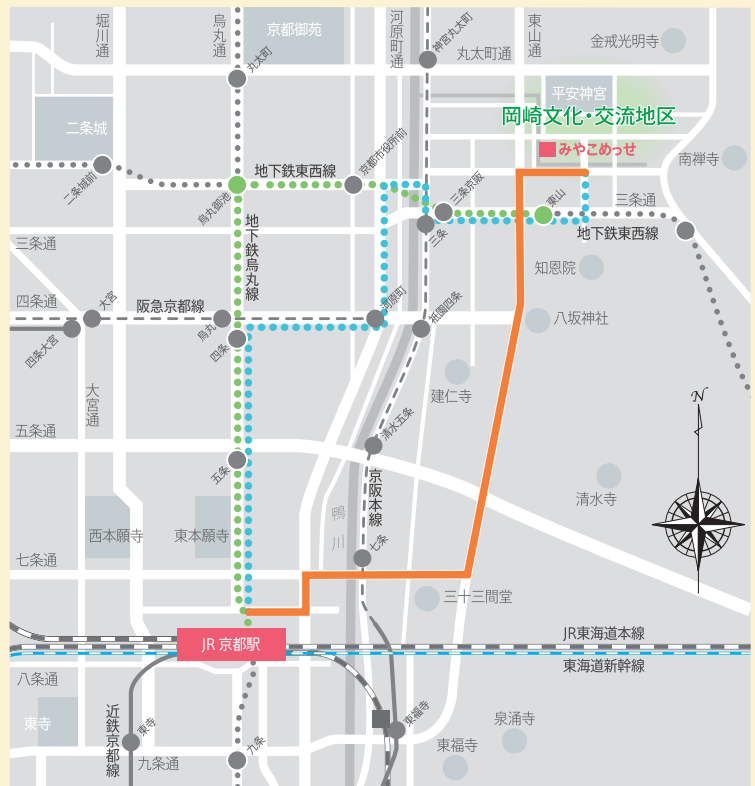 堀川通
烏丸通
京都御苑
河原町通
神宮丸太町
東山通
金戒光明寺
丸太町
丸太町通
平安神宮
岡崎文化・交流地区
二条城
みやこめっせ
南禅寺
京都市役所前
地下鉄東西線
二条城前
烏丸御池
三条京阪
東山
三条通
三条
地下鉄東西線
三条通
地下鉄烏丸線
知恩院
四条通
大宮
阪急京都線
河原町
祇園四条
烏丸
四条
八坂神社
四条大宮
大宮通
建仁寺
五条通
清水五条
五条
京阪本線
清水寺
N
西本願寺
東本願寺
鴨川
七条
七条通
三十三間堂
JR 京都駅
JR東海道本線
東海道新幹線
八条通
東寺
近鉄京都線
東寺
九条
九条通
東福寺
東福寺
泉涌寺